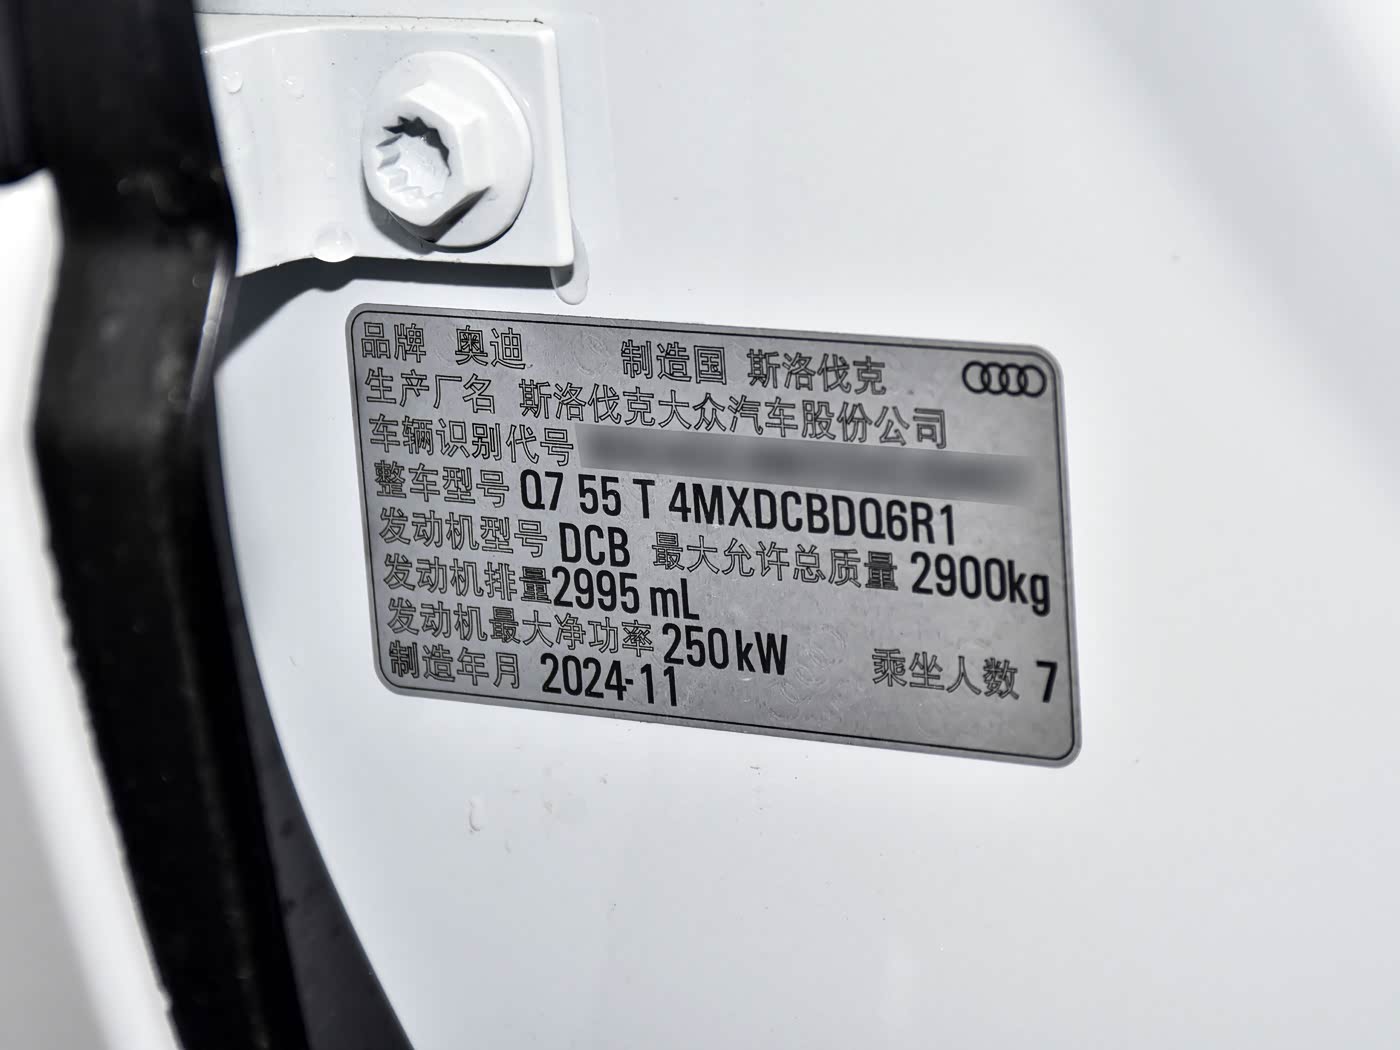 品牌 奥迪 制造国 斯洛伐克
生产厂名 斯洛伐克大众汽车股份公司
车辆识别代号
整车型号 Q7 55 T 4MXDCBDQ6R1
发动机型号 DCB 最大允许总质量 2900kg
发动机排量 2995 mL
发动机最大净功率 250kW
制造年月 2024-11 乘坐人数 7